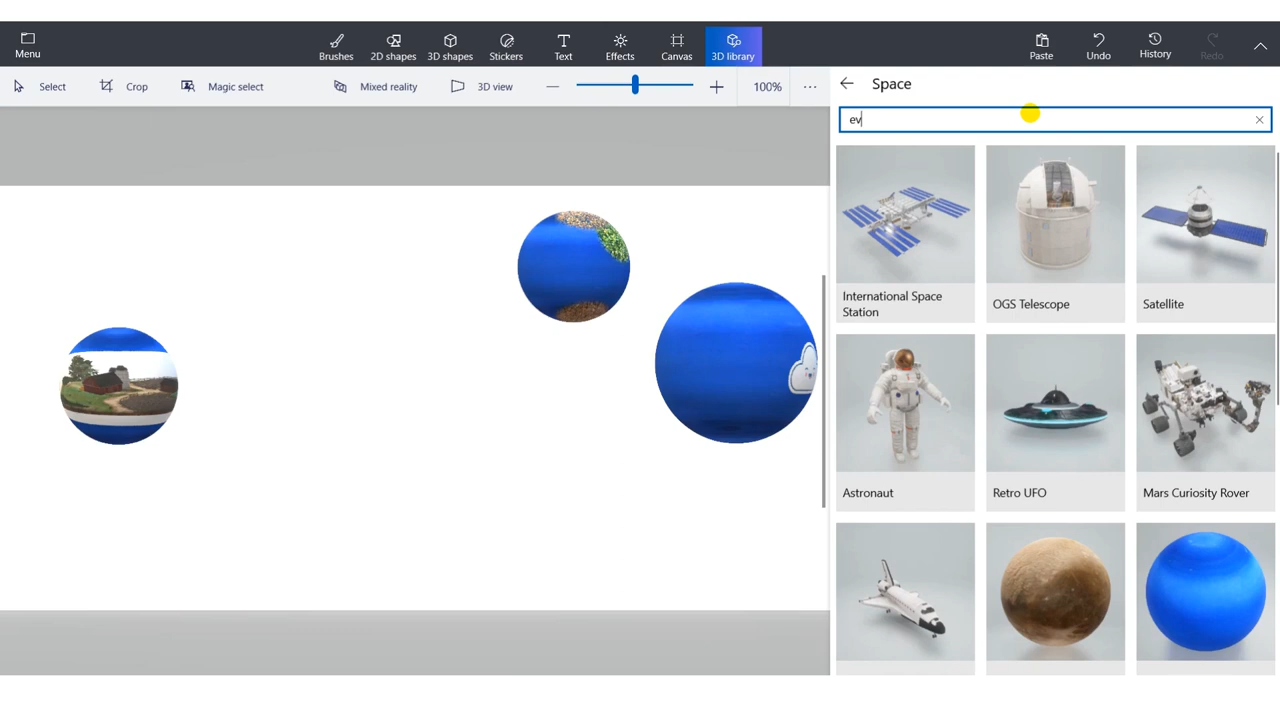 Menu
Brushes 2D shapes 3D shapes Stickers Text Effects Canvas 3D library Paste Undo History Redo
Select Crop Magic select Mixed reality 3D view 100%
Space
ev
International Space
Station
OGS Telescope
Satellite
Astronaut
Retro UFO
Mars Curiosity Rover